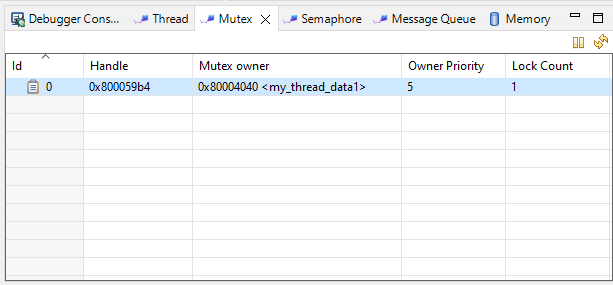 Debugger Cons... Thread Mutex Semaphore Message Queue Memory
Id Handle Mutex owner Owner Priority Lock Count
0 0x800059b4 0x80004040 <my_thread_data1> 5 1